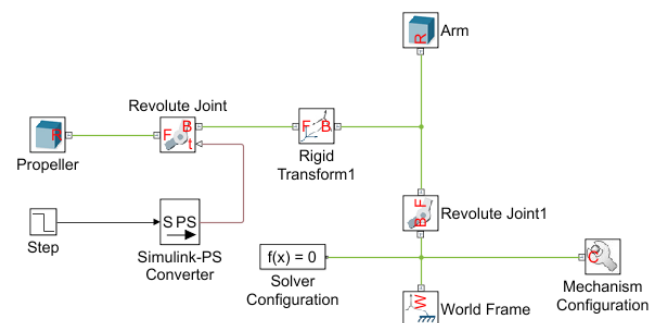 R
Arm
Revolute Joint
R
F
B
t
F
B
Propeller
Rigid
Transform1
B F
Revolute Joint1
S PS
Step
Simulink-PS
Converter
f(x) = 0
C
Solver
Configuration
Mechanism
Configuration
W
World Frame